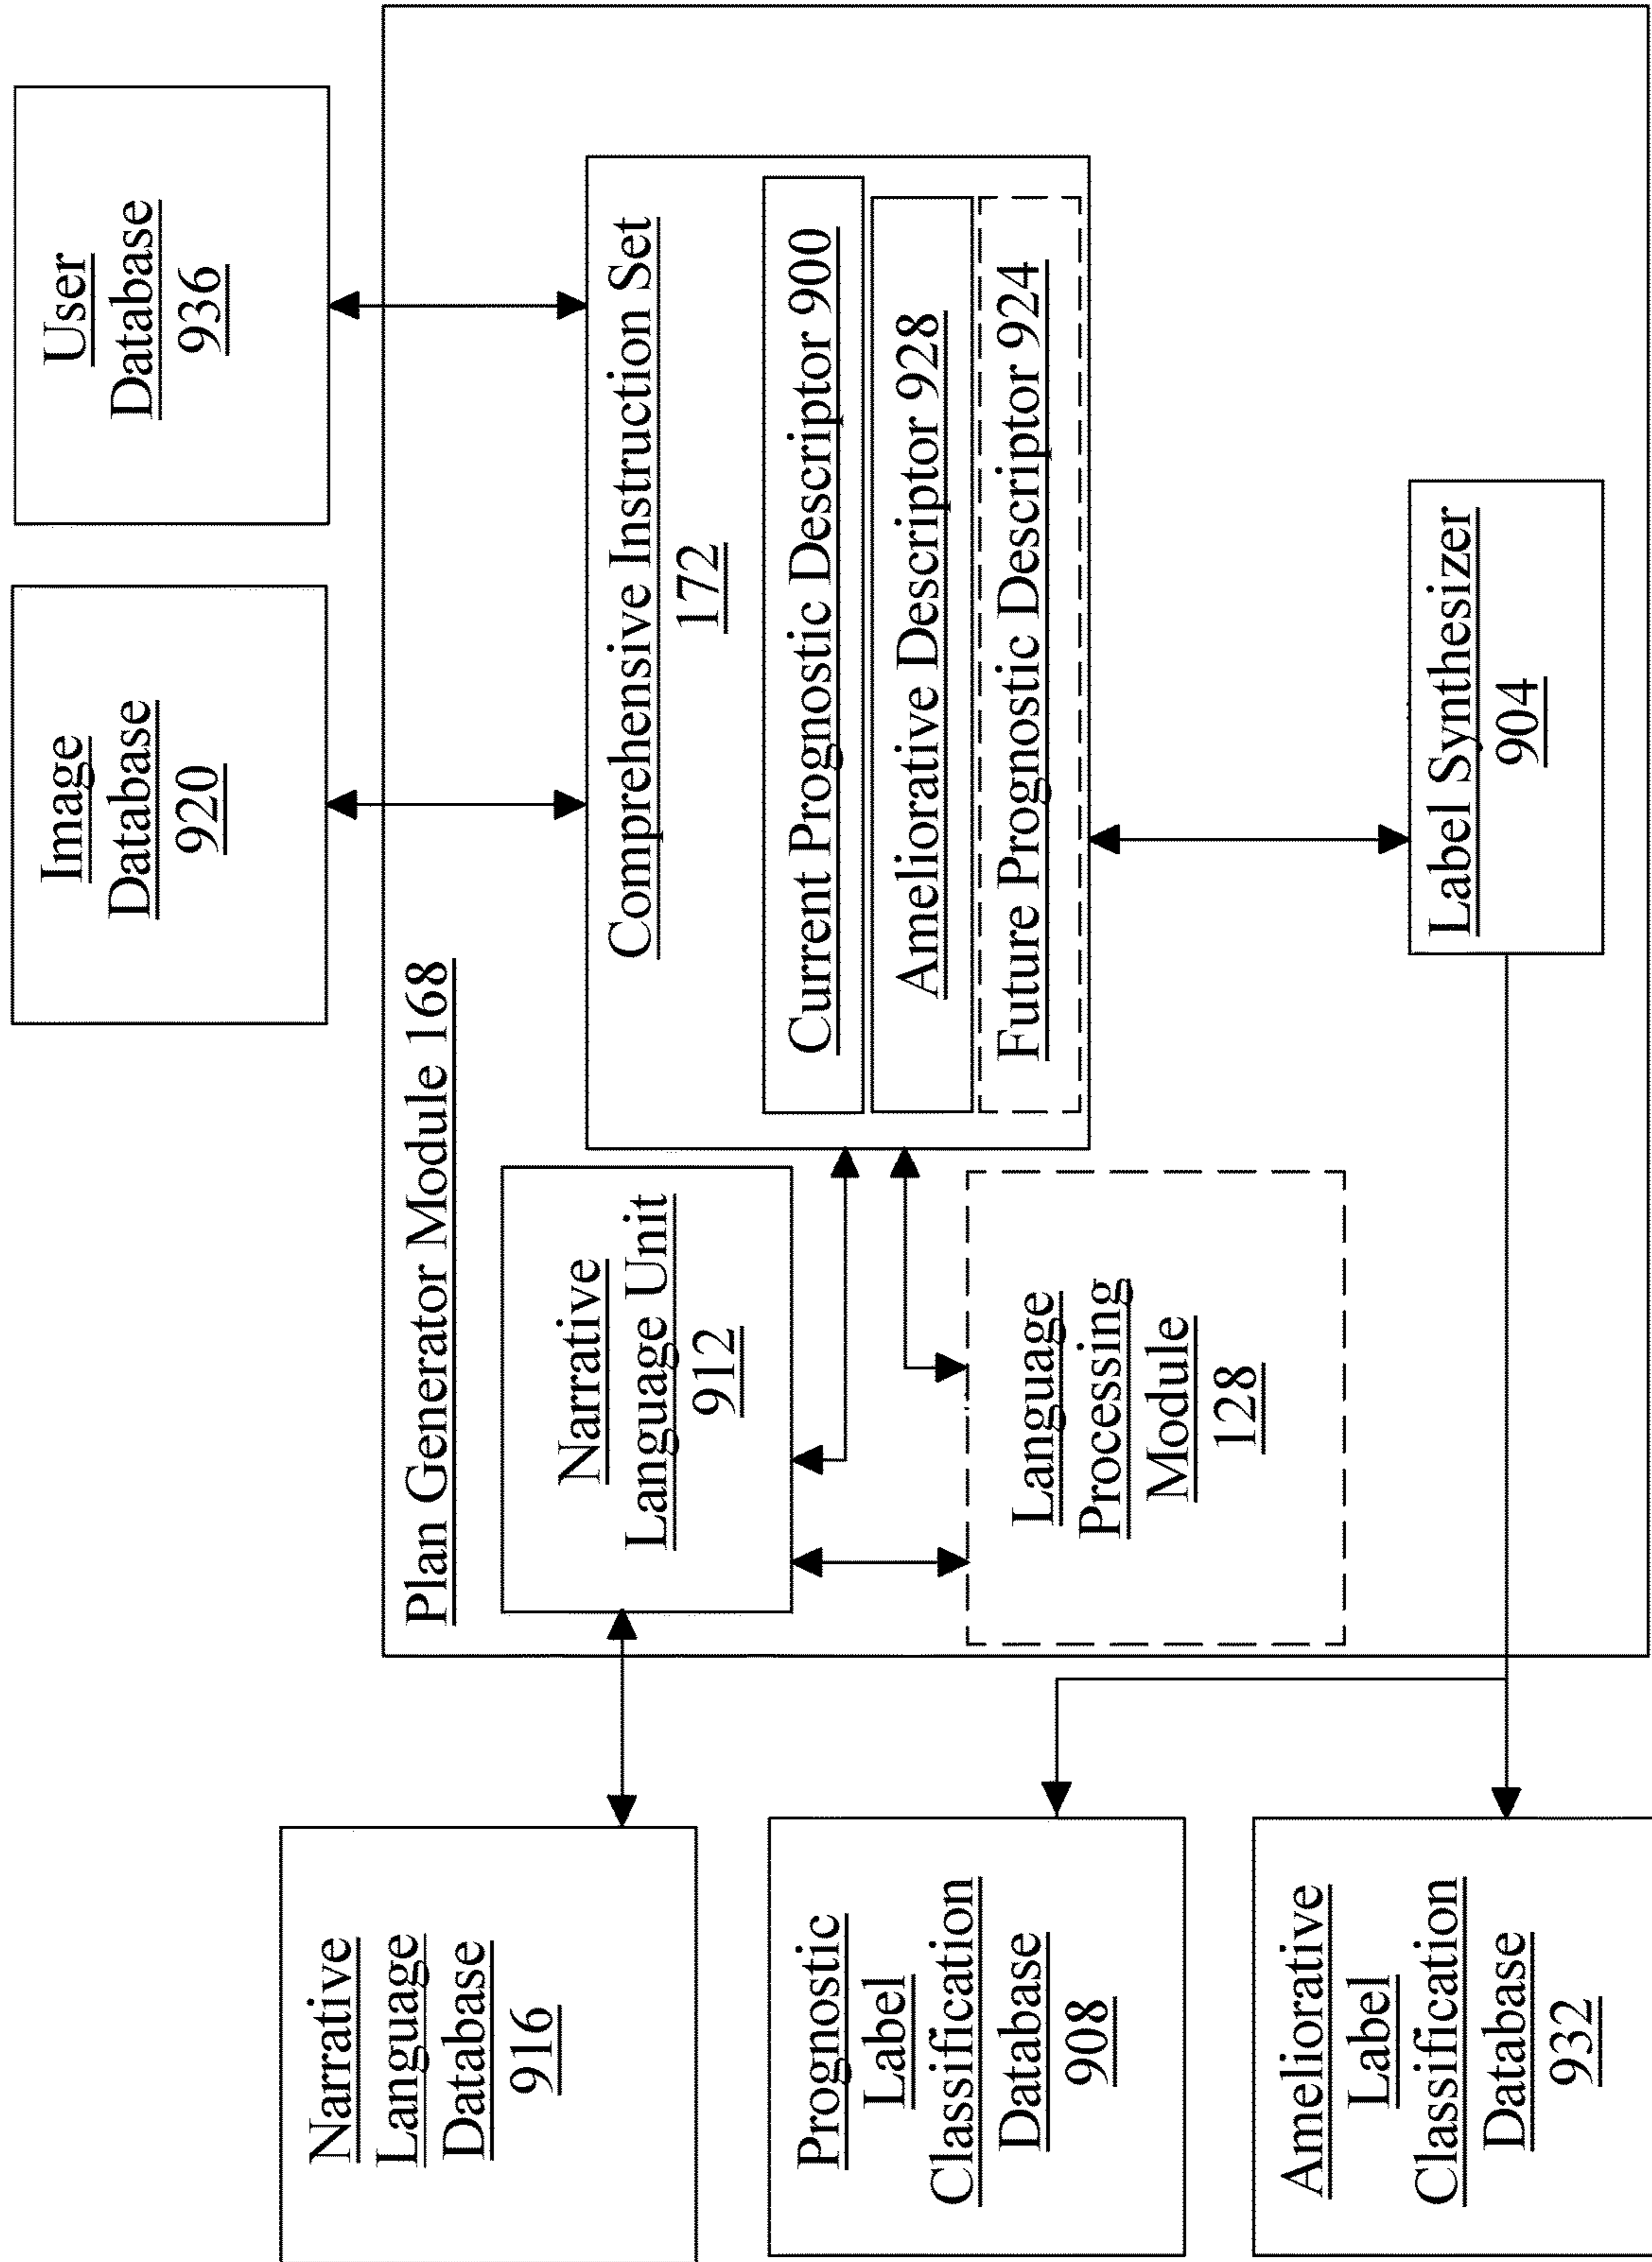 Image
Database
920
User
Database
936
Plan Generator Module 168
Narrative
Language Database
916
Narrative
Language Unit
912
Comprehensive Instruction Set
172
Current Prognostic Descriptor 900
Ameliorative Descriptor 928
Future Prognostic Descriptor 924
Prognostic
Label
Classification
Database
908
Language
Processing
Module
128
Ameliorative
Label
Classification
Database
932
Label Synthesizer
904